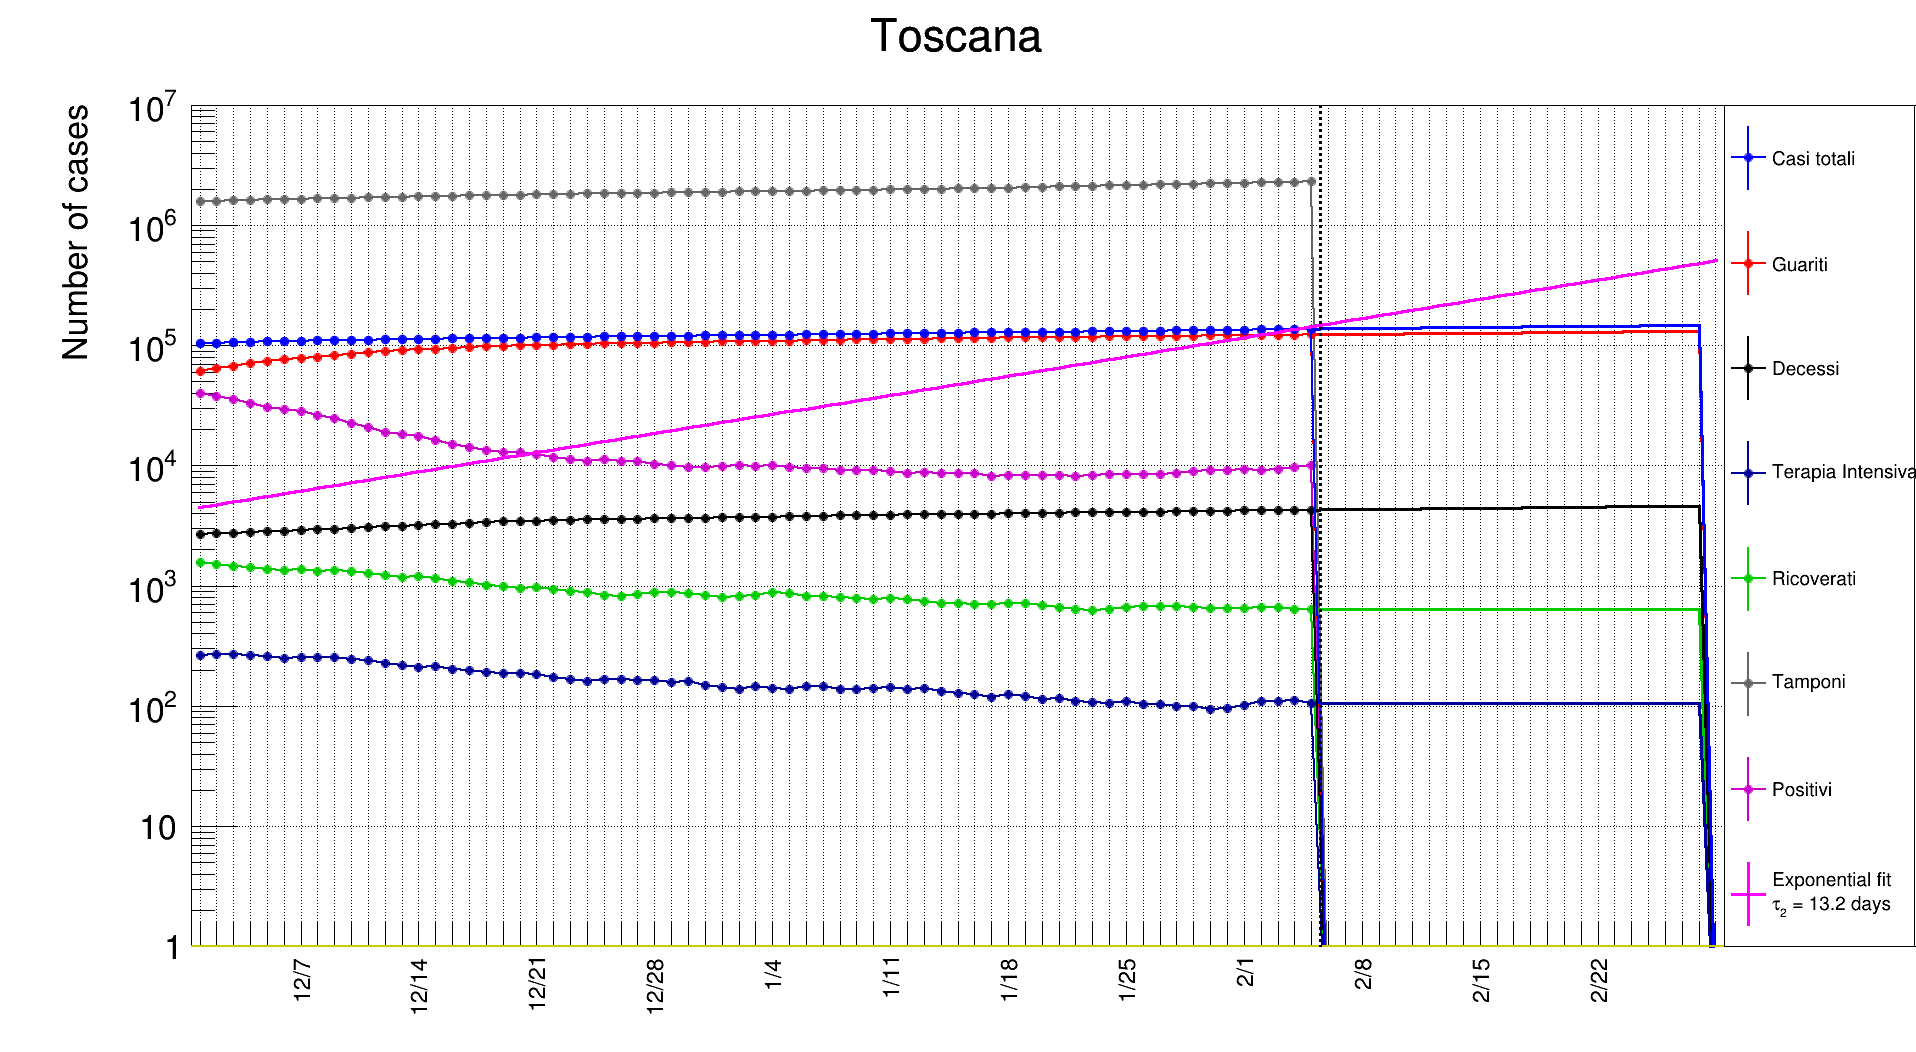 Toscana
Number of cases
10^7
10^6
10^5
10^4
10^3
10^2
10
1
12/7
12/14
12/21
12/28
1/4
1/11
1/18
1/25
2/1
2/8
2/15
2/22
Casi totali
Guariti
Decessi
Terapia Intensiva
Ricoverati
Tamponi
Positivi
Exponential fit
τ_2 = 13.2 days